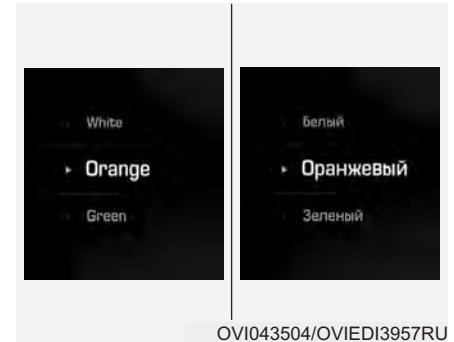 White
Orange
Green
Белый
Оранжевый
Зеленый
OVI043504/OVIEDI3957RU